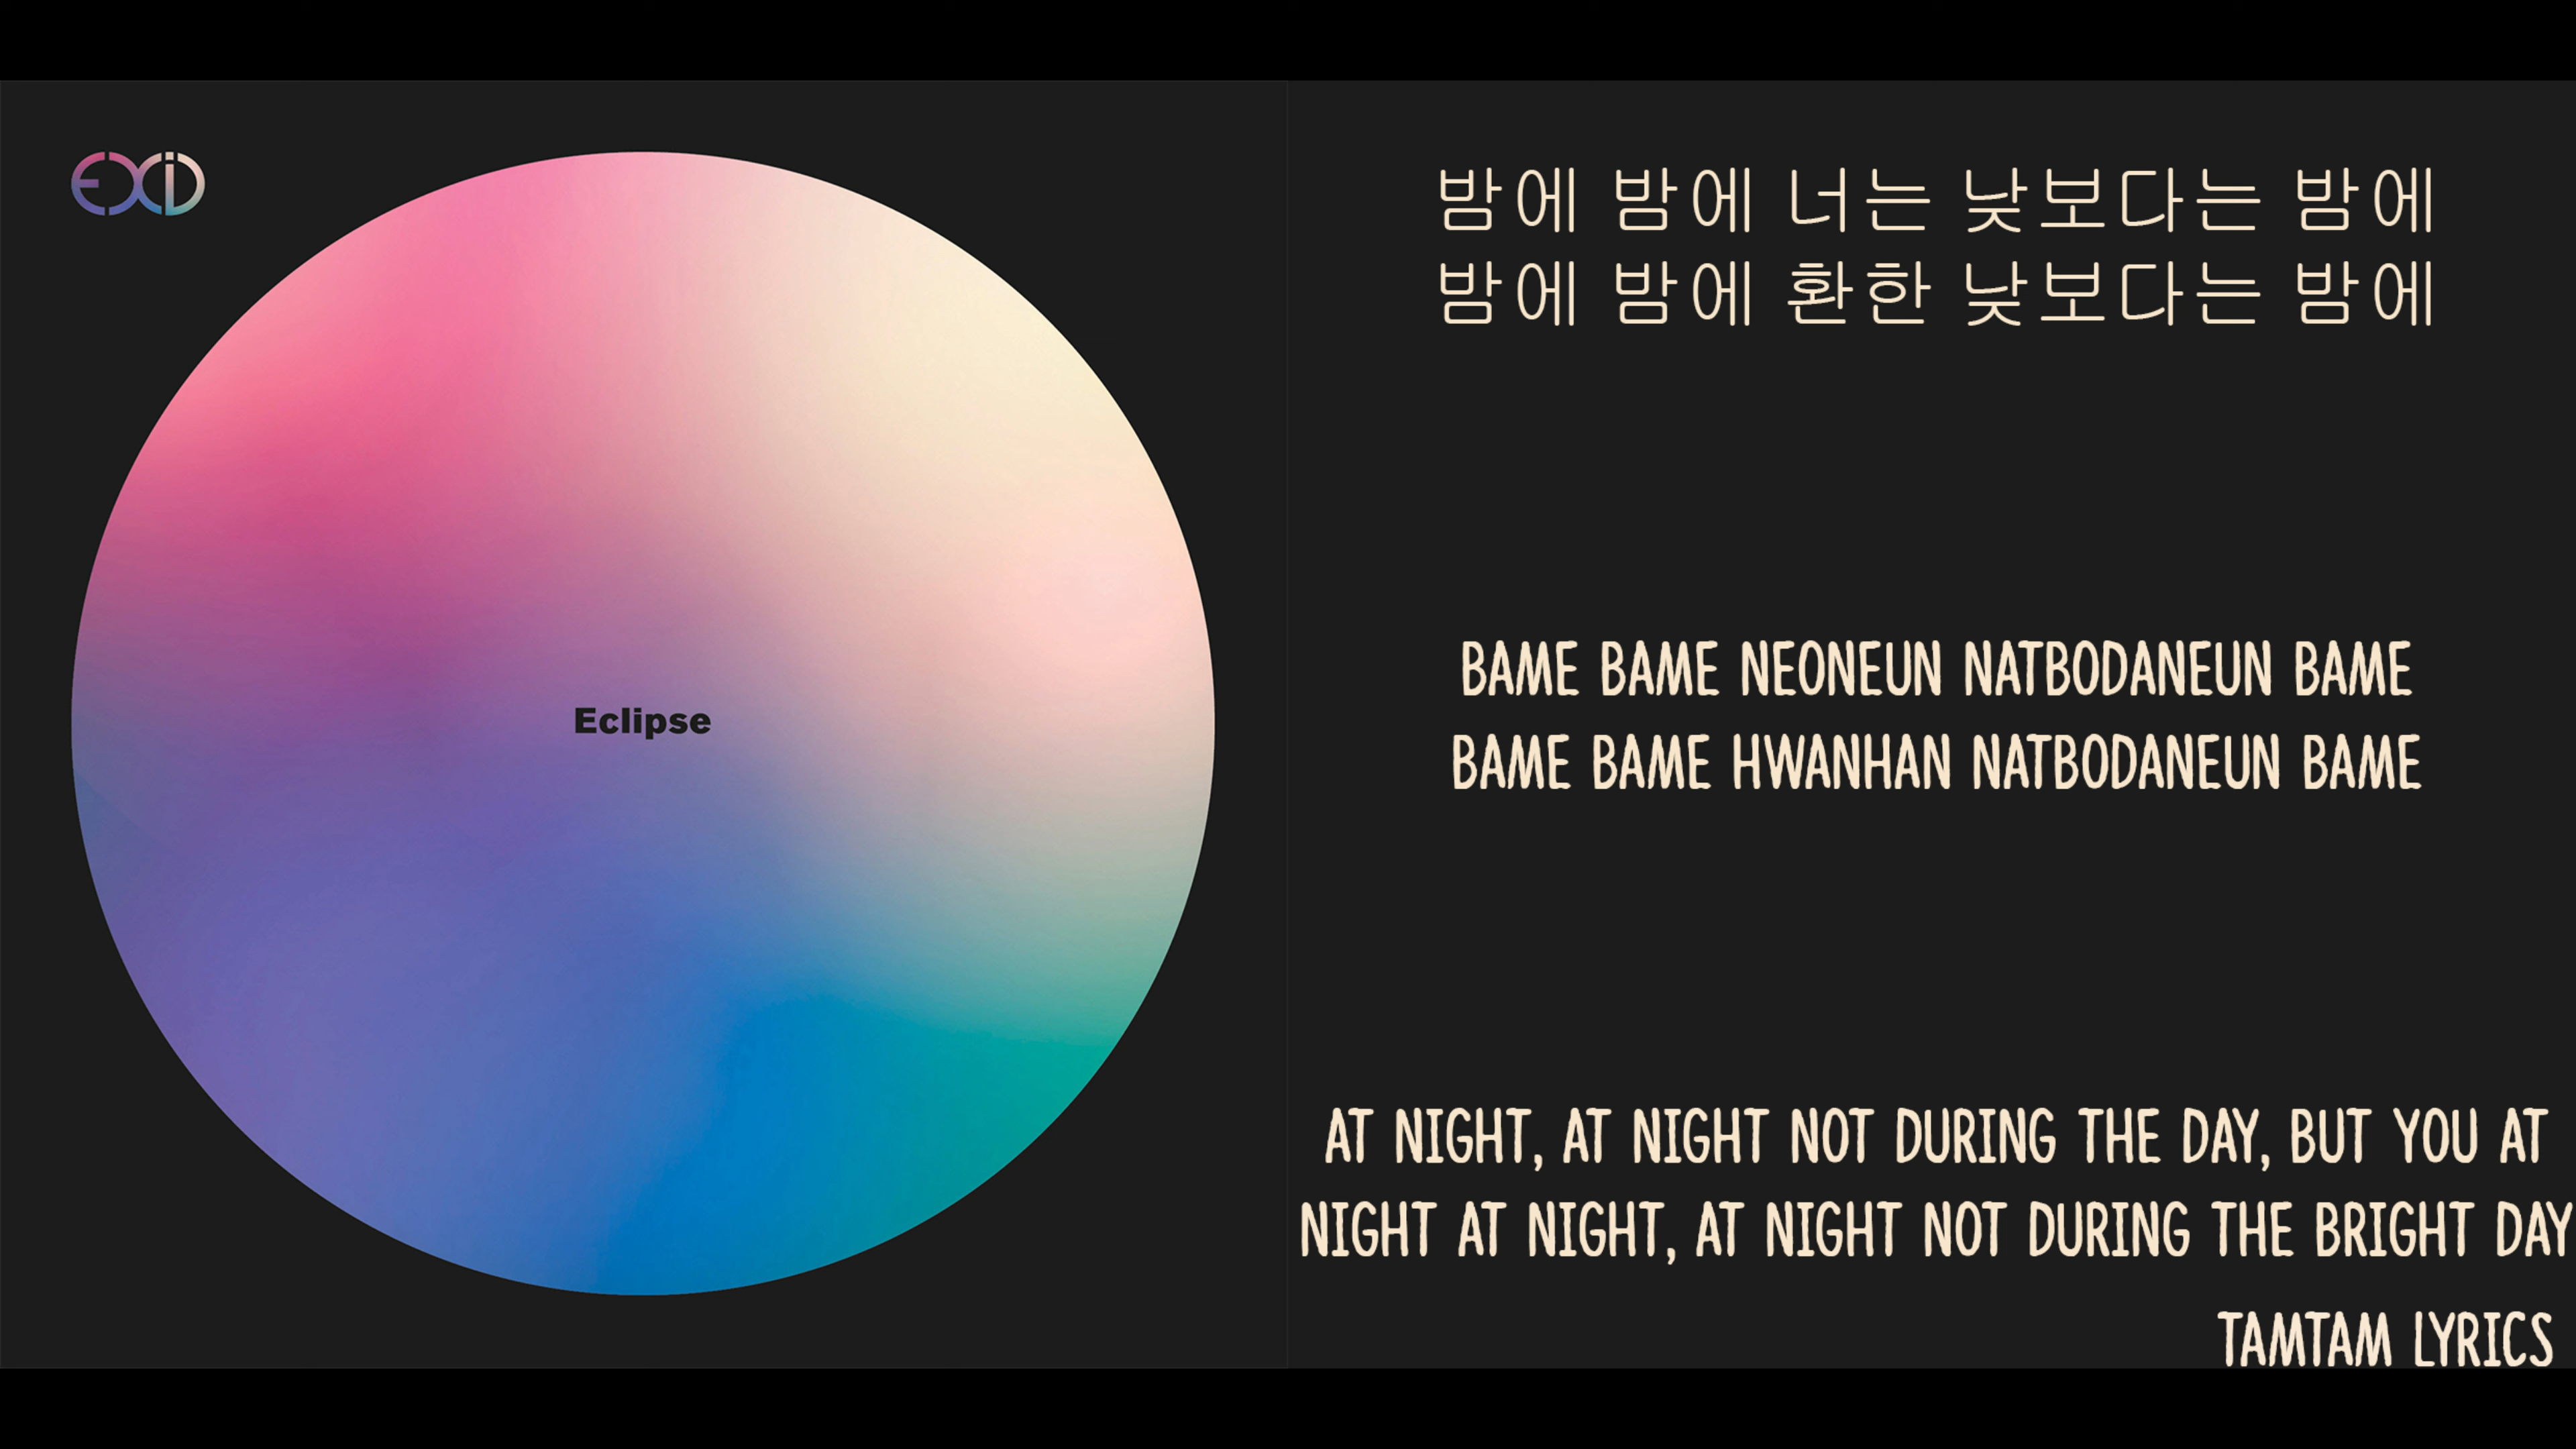 EXID
Eclipse
밤에 밤에 너는 낮보다는 밤에
밤에 밤에 환한 낮보다는 밤에
BAME BAME NEONEUN NATBODANEUN BAME
BAME BAME HWANHAN NATBODANEUN BAME
AT NIGHT, AT NIGHT NOT DURING THE DAY, BUT YOU AT
NIGHT AT NIGHT, AT NIGHT NOT DURING THE BRIGHT DAY
TAMTAM LYRICS